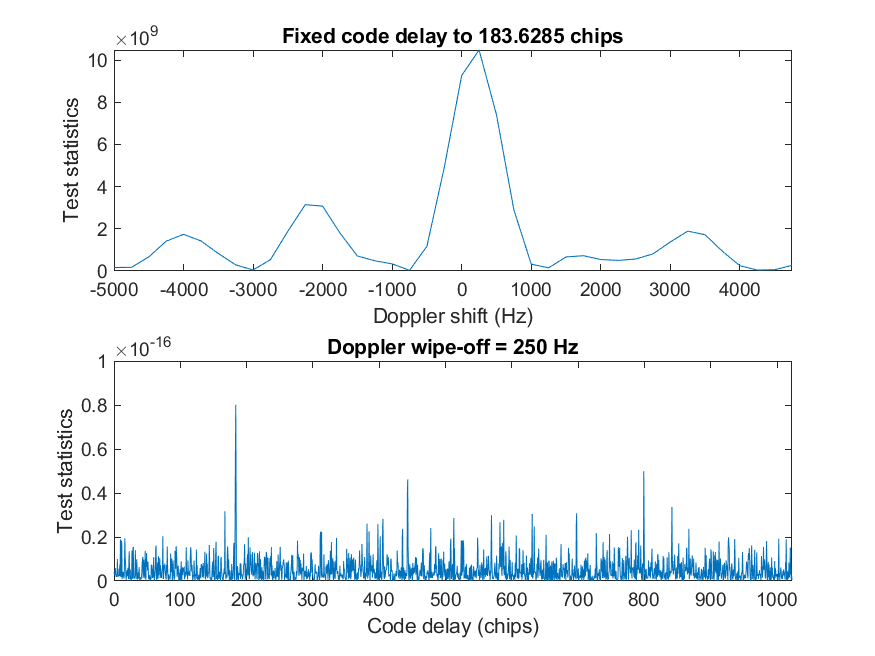 ×10^9
Fixed code delay to 183.6285 chips
10
8
6
4
2
0
Test statistics
-5000 -4000 -3000 -2000 -1000 0 1000 2000 3000 4000
Doppler shift (Hz)
×10^-16
Doppler wipe-off = 250 Hz
1
0.8
0.6
0.4
0.2
0
Test statistics
0 100 200 300 400 500 600 700 800 900 1000
Code delay (chips)